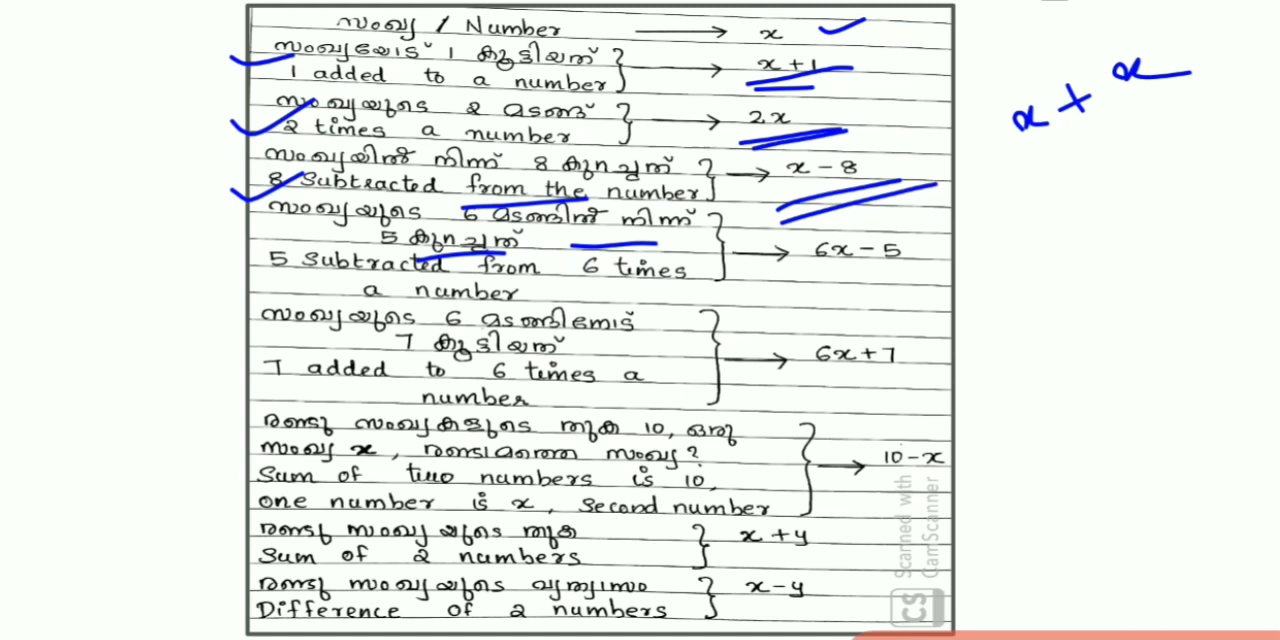 സംഖ്യ / Number → x
സംഖ്യയോട് 1 കൂട്ടിയത്
1 added to a number → x + 1
സംഖ്യയുടെ 2 മടങ്ങ്
2 times a number → 2x
സംഖ്യയിൽ നിന്ന് 8 കുറച്ചത്
8 Subtracted from the number → x - 8
സംഖ്യയുടെ 6 മടങ്ങിൽ നിന്ന്
5 കുറച്ചത്
5 Subtracted from 6 times
a number → 6x - 5
സംഖ്യയുടെ 6 മടങ്ങിനോട്
7 കൂട്ടിയത്
7 added to 6 times a
number → 6x + 7
രണ്ടു സംഖ്യകളുടെ തുക 10, ഒരു
സംഖ്യ x, രണ്ടാമത്തെ സംഖ്യ?
Sum of two numbers is 10,
one number is x, Second number → 10 - x
രണ്ടു സംഖ്യയുടെ തുക
Sum of 2 numbers x + y
രണ്ടു സംഖ്യയുടെ വ്യത്യാസം
Difference of 2 numbers x - y
x + x
CS Scanned with
CamScanner